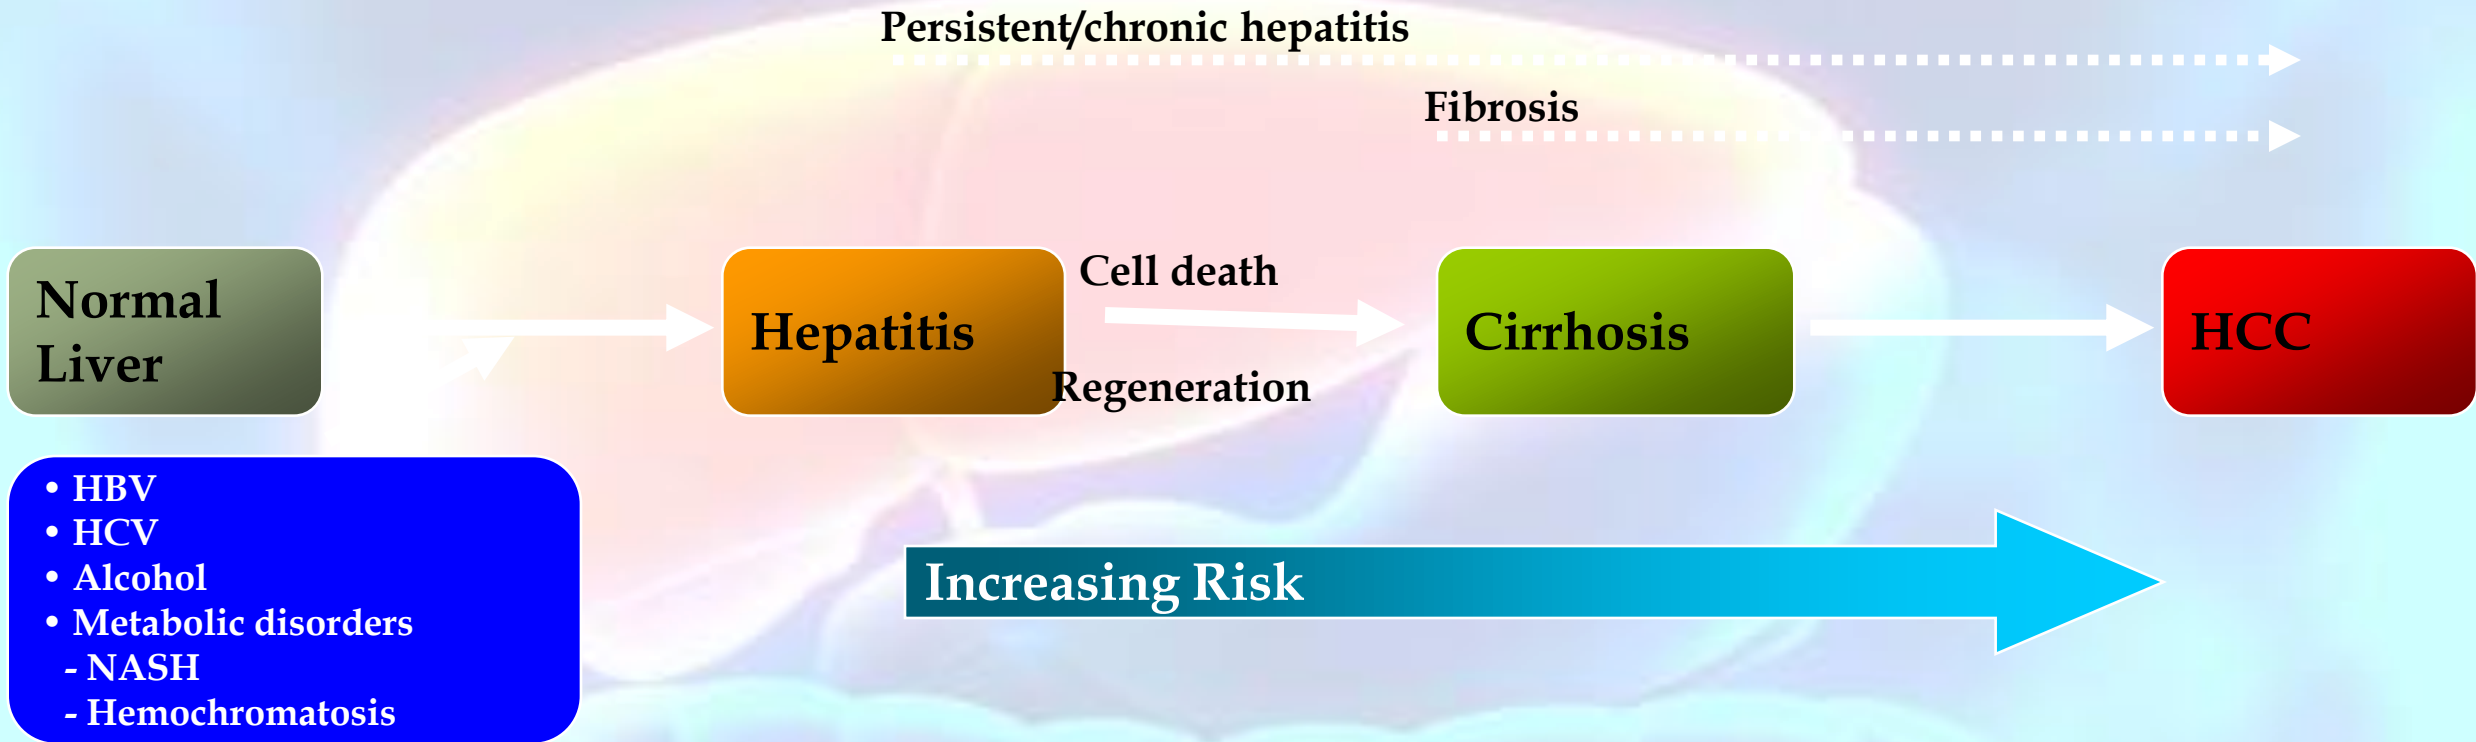 Persistent/chronic hepatitis
Fibrosis
Normal
Liver
Hepatitis
Cell death
Regeneration
Cirrhosis
HCC
• HBV
• HCV
• Alcohol
• Metabolic disorders
- NASH
- Hemochromatosis
Increasing Risk